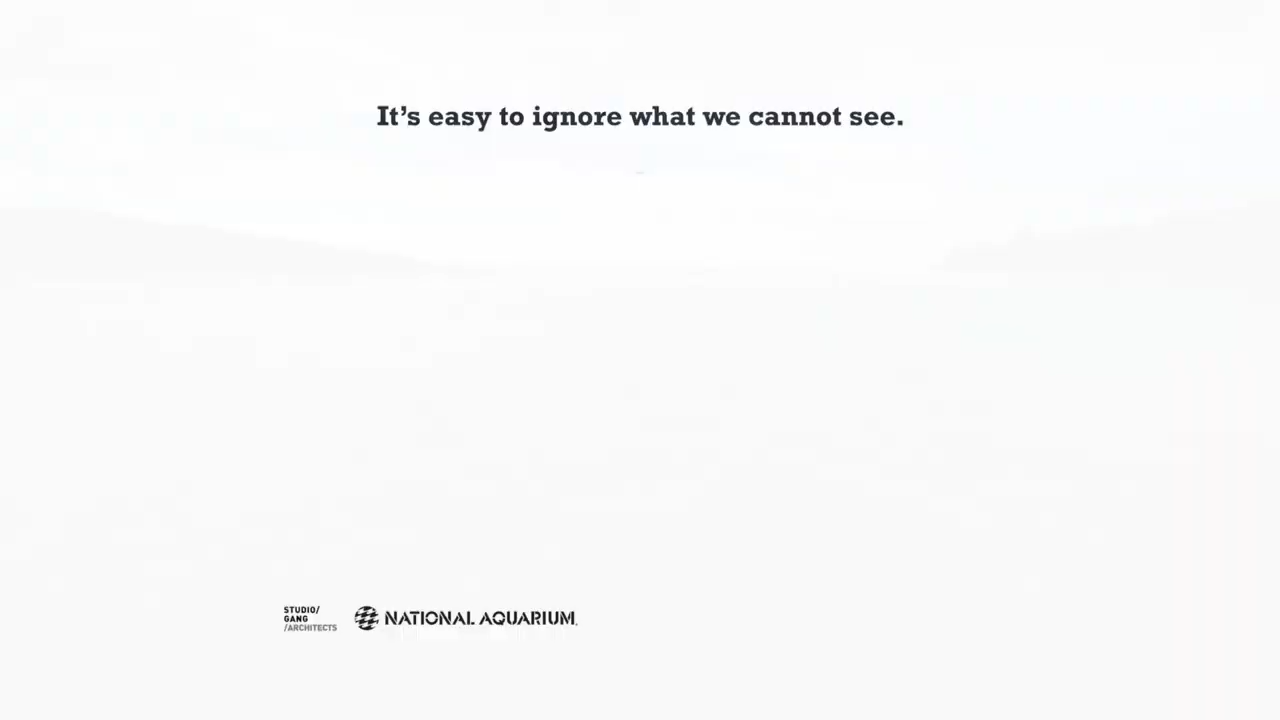 It's easy to ignore what we cannot see.
STUDIO/
GANG
/ARCHITECTS
NATIONAL AQUARIUM